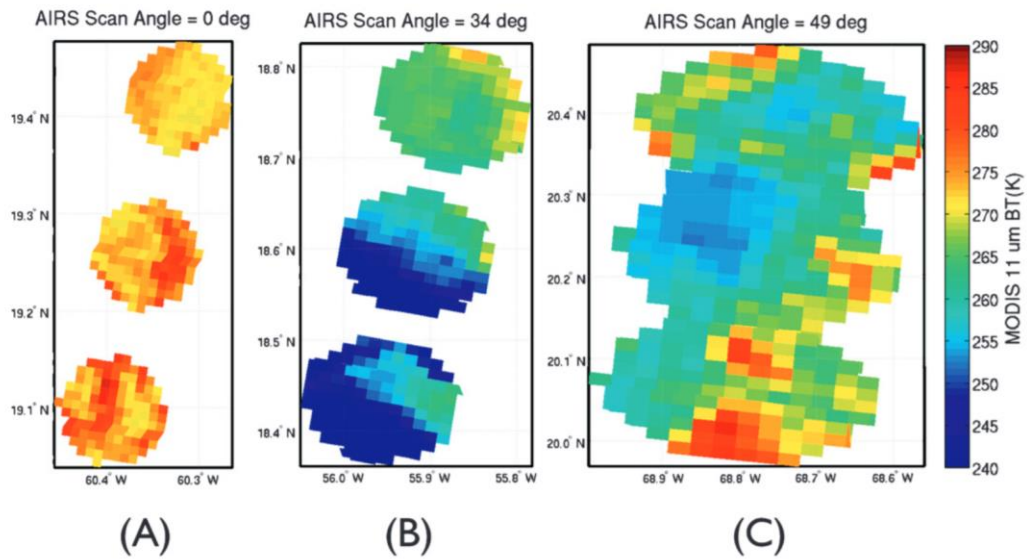 AIRS Scan Angle = 0 deg
AIRS Scan Angle = 34 deg
AIRS Scan Angle = 49 deg
19.4° N
19.3° N
19.2° N
19.1° N
60.4° W
60.3° W
18.8° N
18.7° N
18.6° N
18.5° N
18.4° N
56.0° W
55.9° W
55.8° W
20.4° N
20.3° N
20.2° N
20.1° N
20.0° N
68.9° W
68.8° W
68.7° W
68.6° W
290
285
280
275
270
265
260
255
250
245
240
MODIS 11 um BT(K)
(A)
(B)
(C)